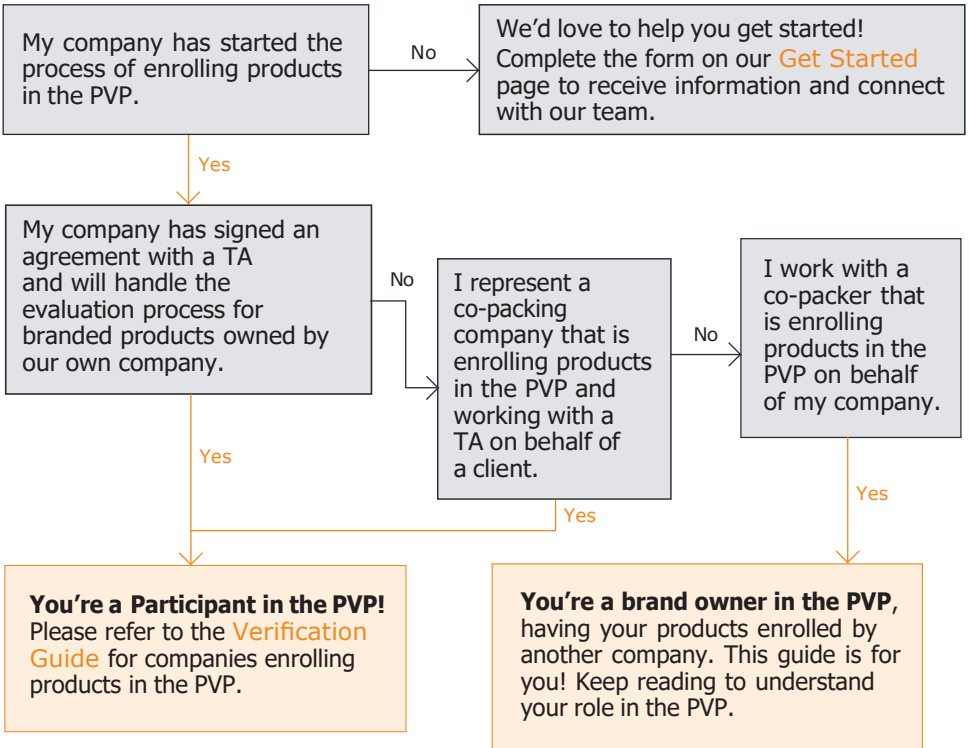 My company has started the
process of enrolling products
in the PVP.
No
We’d love to help you get started!
Complete the form on our Get Started
page to receive information and connect
with our team.
Yes
My company has signed an
agreement with a TA
and will handle the
evaluation process for
branded products owned by
our own company.
No
I represent a
co-packing
company that is
enrolling products
in the PVP and
working with a
TA on behalf of
a client.
No
I work with a
co-packer that
is enrolling
products in the
PVP on behalf
of my company.
Yes
Yes
Yes
You’re a Participant in the PVP!
Please refer to the Verification
Guide for companies enrolling
products in the PVP.
You’re a brand owner in the PVP,
having your products enrolled by
another company. This guide is for
you! Keep reading to understand
your role in the PVP.